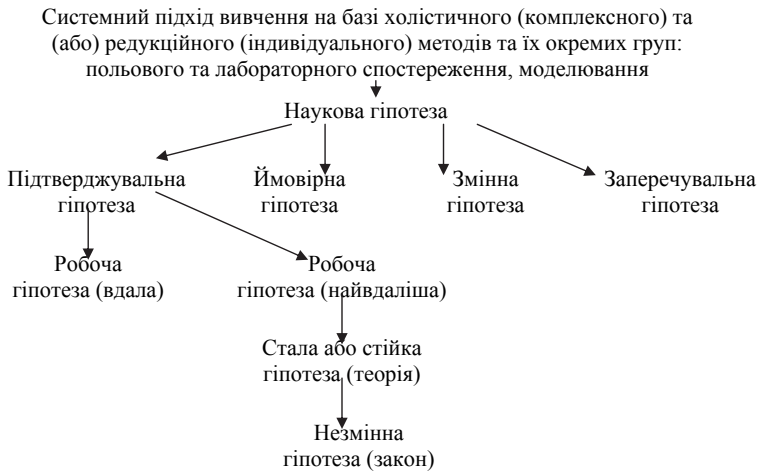 Системний підхід вивчення на базі холістичного (комплексного) та
(або) редукційного (індивідуального) методів та їх окремих груп:
польового та лабораторного спостереження, моделювання
Наукова гіпотеза
Підтверджувальна
гіпотеза
Ймовірна
гіпотеза
Змінна
гіпотеза
Заперечувальна
гіпотеза
Робоча
гіпотеза (вдала)
Робоча
гіпотеза (найвдаліша)
Стала або стійка
гіпотеза (теорія)
Незмінна
гіпотеза (закон)